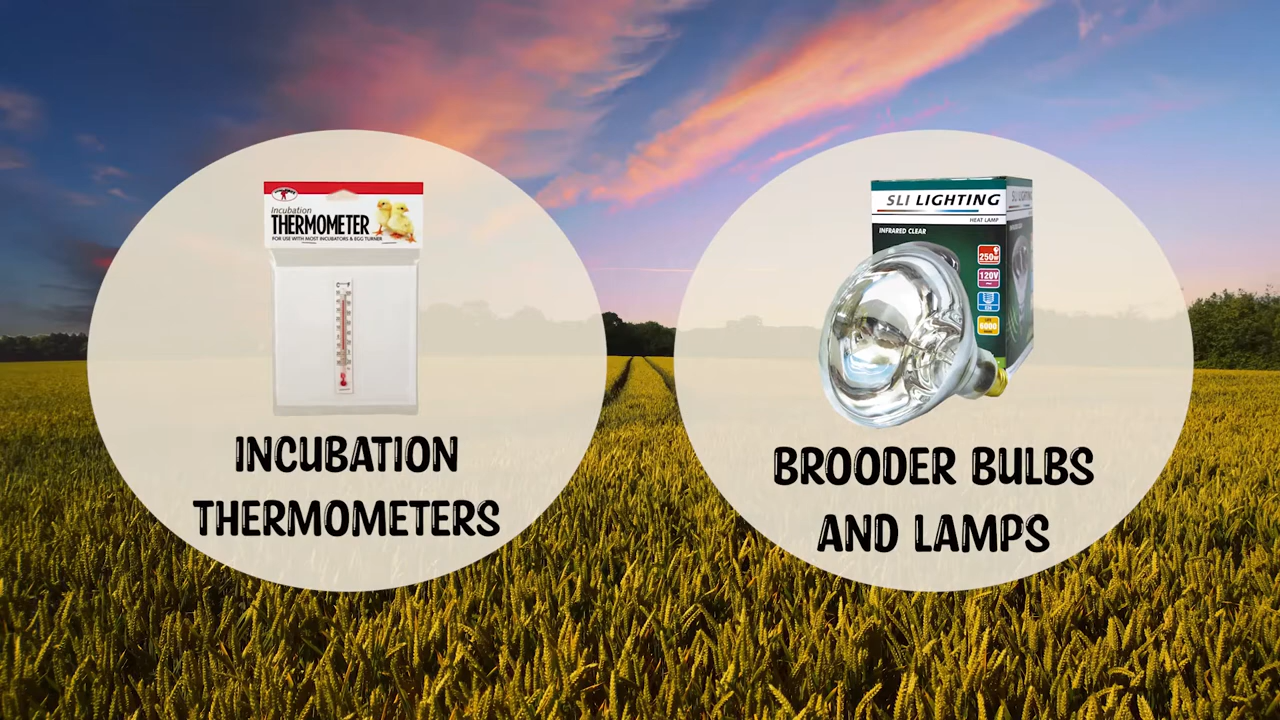 Incubation
THERMOMETER
FOR USE WITH MOST INCUBATORS & EGG TURNER
INCUBATION
THERMOMETERS
SLI LIGHTING
HEAT LAMP
INFRARED CLEAR
250W
120V
6000
BROODER BULBS
AND LAMPS